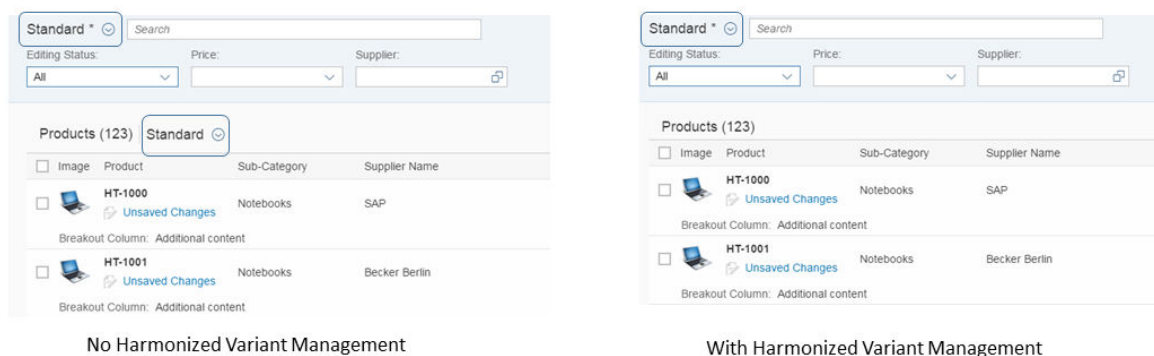 Standard *
Search
Editing Status:
Price:
Supplier:
All
Products (123)
Standard
Image
Product
Sub-Category
Supplier Name
HT-1000
Unsaved Changes
Notebooks
SAP
Breakout Column: Additional content
HT-1001
Unsaved Changes
Notebooks
Becker Berlin
Breakout Column: Additional content
No Harmonized Variant Management
Standard *
Search
Editing Status:
Price:
Supplier:
All
Products (123)
Image
Product
Sub-Category
Supplier Name
HT-1000
Unsaved Changes
Notebooks
SAP
Breakout Column: Additional content
HT-1001
Unsaved Changes
Notebooks
Becker Berlin
Breakout Column: Additional content
With Harmonized Variant Management